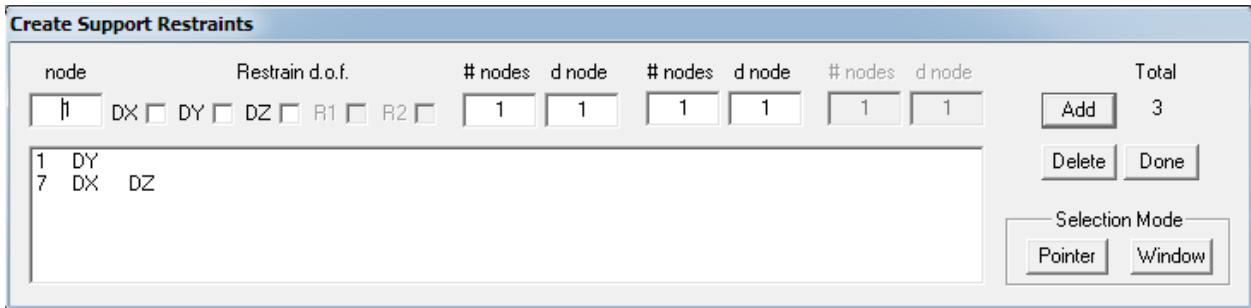 Create Support Restraints
node Restrain d.o.f. # nodes d node # nodes d node # nodes d node Total
1 DX DY DZ R1 R2 1 1 1 1 1 1 Add 3
1 DY
7 DX DZ
Delete Done
Selection Mode
Pointer Window